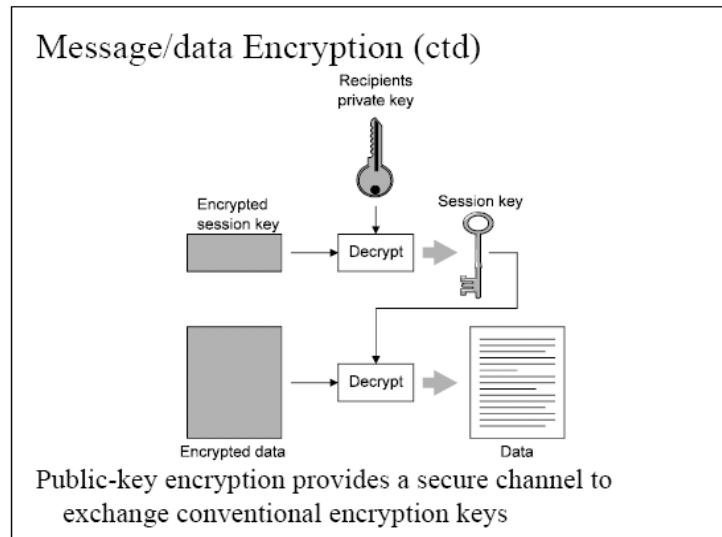 Message/data Encryption (ctd)
Recipients
private key
Encrypted
session key
Session key
Decrypt
Decrypt
Encrypted data
Data
Public-key encryption provides a secure channel to
exchange conventional encryption keys